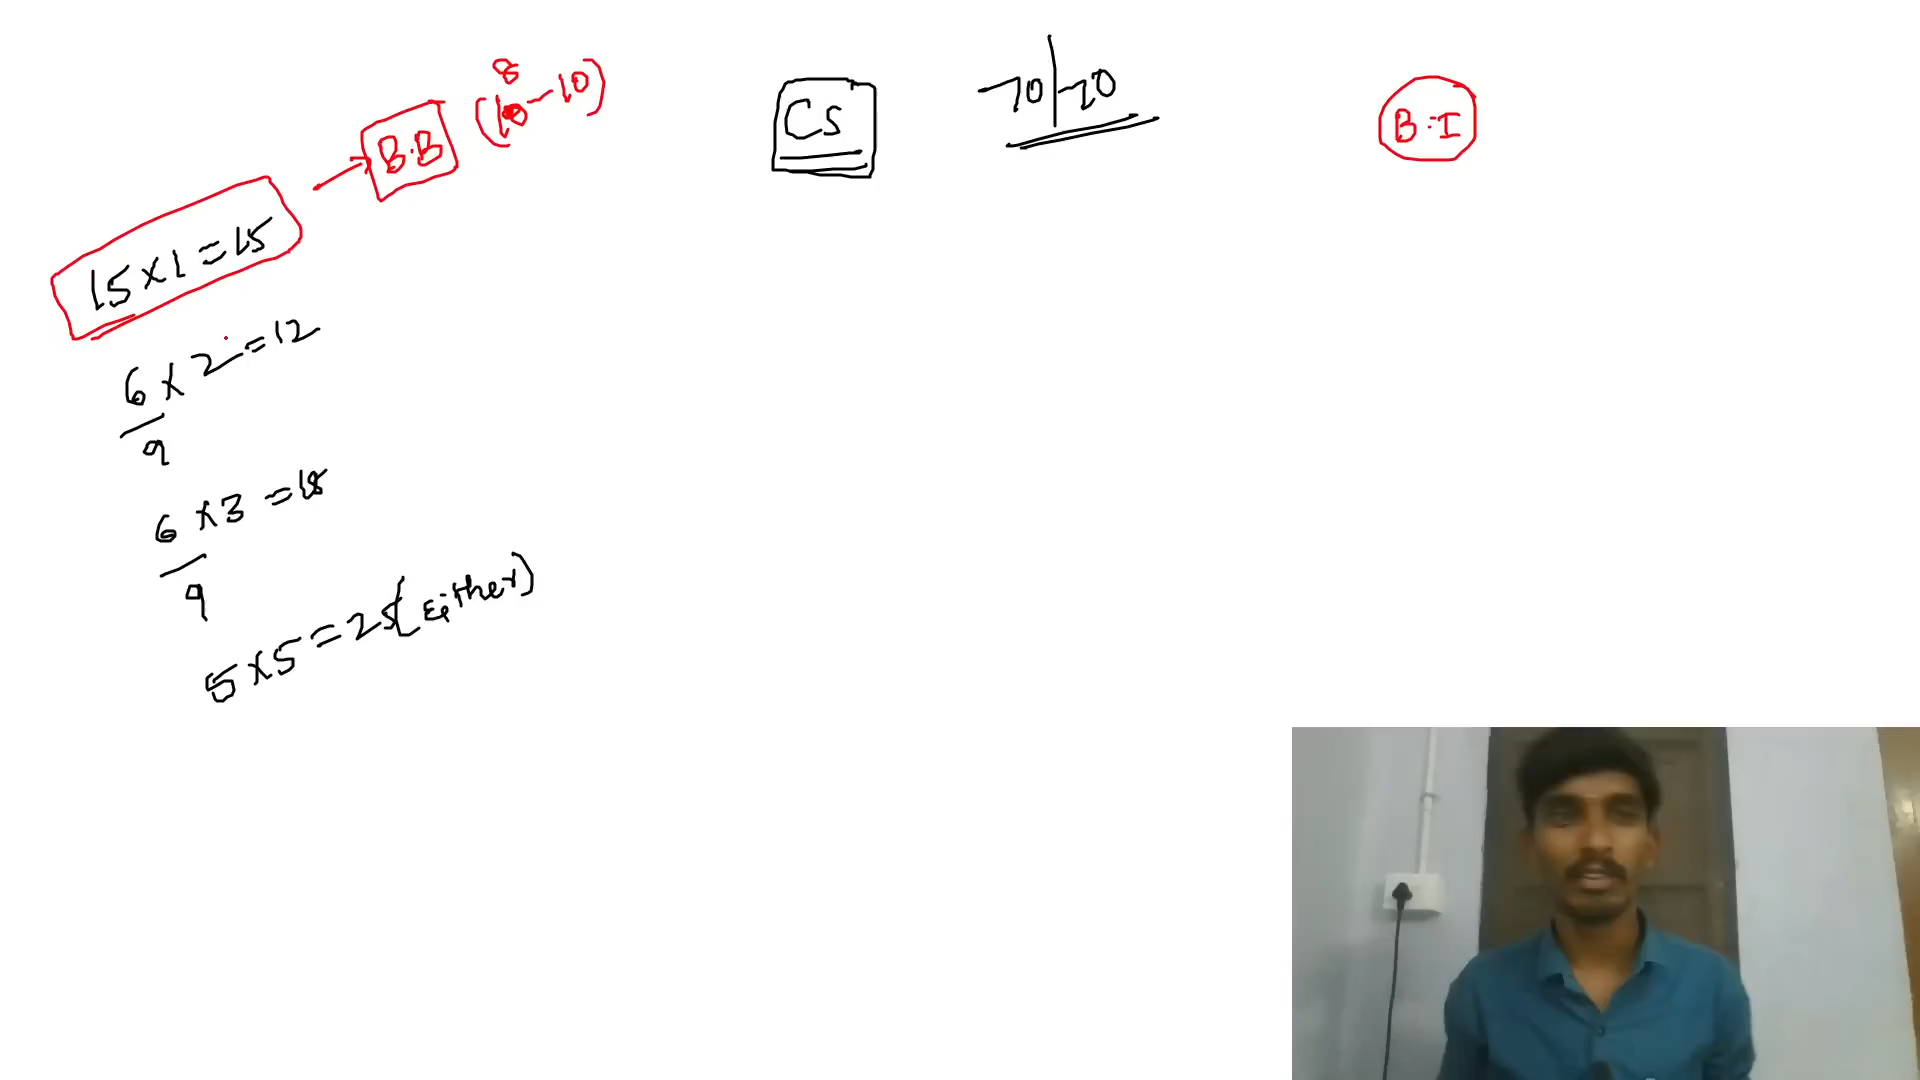 8
(10-10)
B.B
CS
70 20
B.I
15×1=15
6×2=12
9
6×3=18
9
5×5=25(Either)